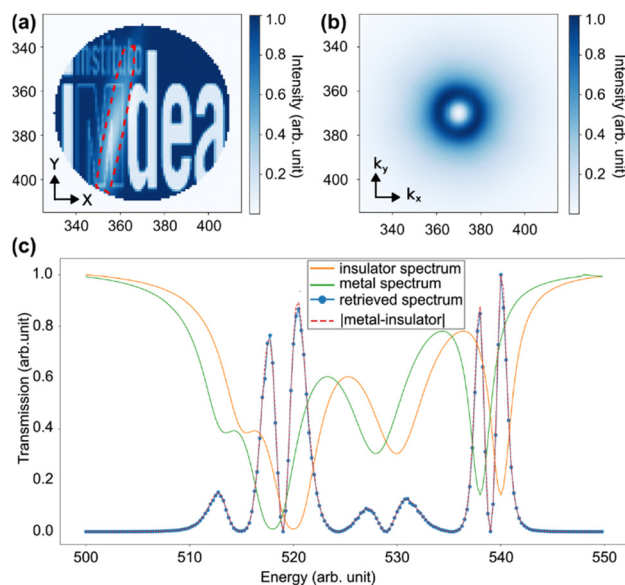 (a)
340
360
380
400
Y
X
340 360 380 400
instituto
iMdea
1.0
0.8
0.6
0.4
0.2
Intensity (arb. unit)
(b)
340
360
380
400
ky
kx
340 360 380 400
1.0
0.8
0.6
0.4
0.2
Intensity (arb. unit)
(c)
1.0
0.8
0.6
0.4
0.2
0.0
Transmission (arb.unit)
insulator spectrum
metal spectrum
retrieved spectrum
|metal-insulator|
500 510 520 530 540 550
Energy (arb. unit)